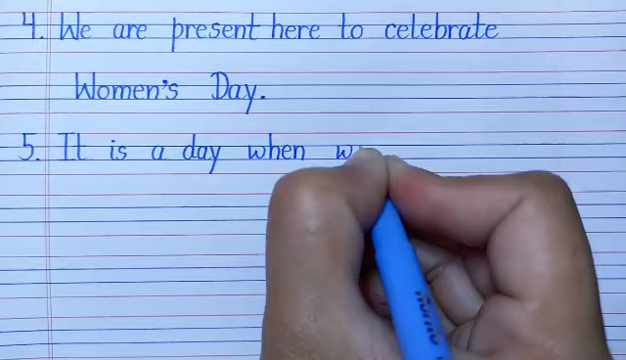 4. We are present here to celebrate
Women's Day.
5. It is a day when